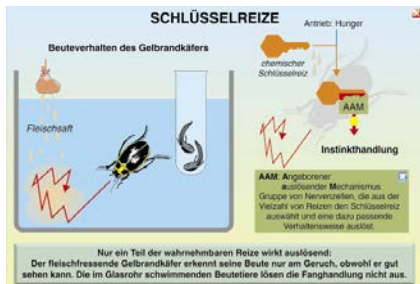 SCHLÜSSELREIZE
Beuteverhalten des Gelbrandkäfers
Fleischsaft
Antrieb: Hunger
chemischer
Schlüsselreiz
AAM
Instinkthandlung
AAM: Angeborener
auslösender Mechanismus
Gruppe von Nervenzellen, die aus der
Vielzahl von Reizen den Schlüsselreiz
auswählt und eine dazu passende
Verhaltensweise auslöst.
Nur ein Teil der wahrnehmbaren Reize wirkt auslösend:
Der fleischfressende Gelbrandkäfer erkennt seine Beute nur am Geruch, obwohl er gut
sehen kann. Die im Glasrohr schwimmenden Beutetiere lösen die Fanghandlung nicht aus.